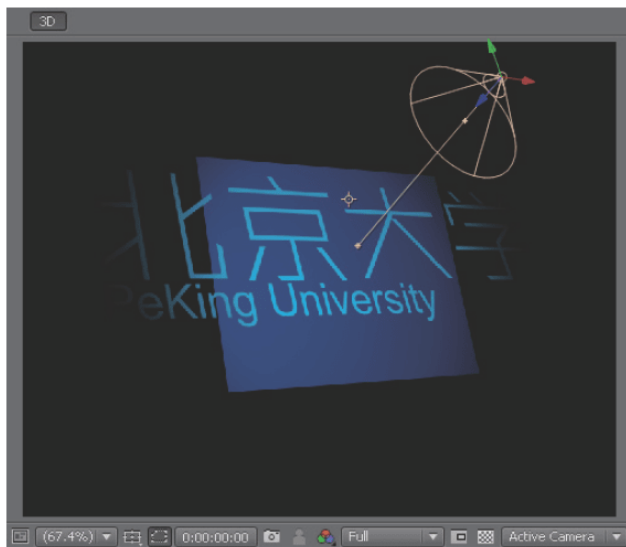 3D
北京大学
PeKing University
(67.4%) 0:00:00:00 Full Active Camera